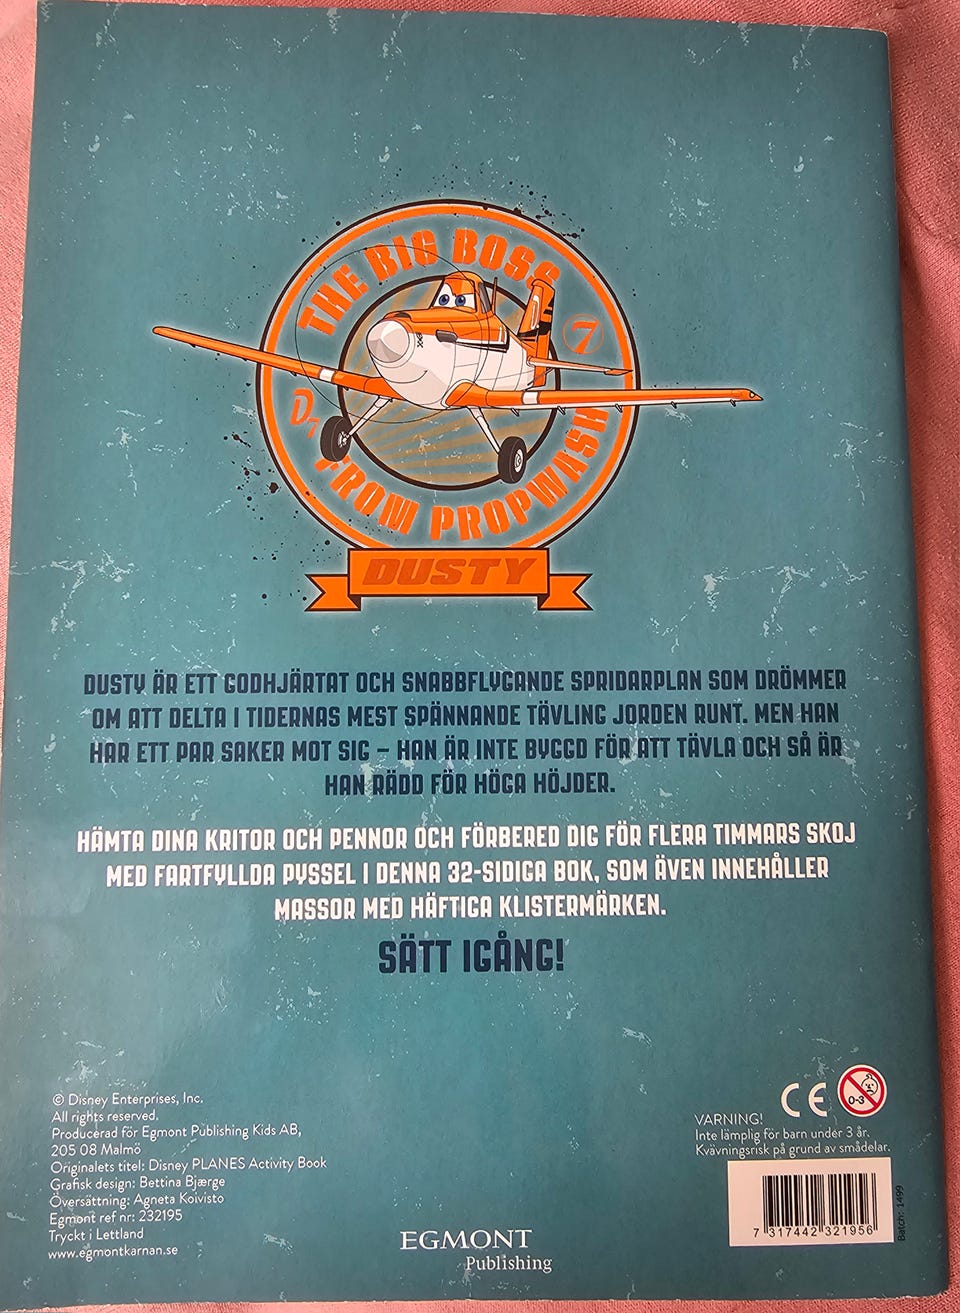 THE BIG BOSS
7
D7
FROM PROPWASH
DUSTY
DUSTY ÄR ETT GODHJÄRTAT OCH SNABBFLYGANDE SPRIDARPLAN SOM DRÖMMER
OM ATT DELTA I TIDERNAS MEST SPÄNNANDE TÄVLING JORDEN RUNT. MEN HAN
HAR ETT PAR SAKER MOT SIG – HAN ÄR INTE BYGGD FÖR ATT TÄVLA OCH SÅ ÄR
HAN RÄDD FÖR HÖGA HÖJDER.
HÄMTA DINA KRITOR OCH PENNOR OCH FÖRBERED DIG FÖR FLERA TIMMARS SKOJ
MED FARTFYLLDA PYSSEL I DENNA 32-SIDIGA BOK, SOM ÄVEN INNEHÅLLER
MASSOR MED HÄFTIGA KLISTERMÄRKEN.
SÄTT IGÅNG!
© Disney Enterprises, Inc.
All rights reserved.
Producerad för Egmont Publishing Kids AB,
205 08 Malmö
Originalets titel: Disney PLANES Activity Book
Grafisk design: Bettina Bjærge
Översättning: Agneta Koivisto
Egmont ref nr: 232195
Tryckt i Lettland
www.egmontkarnan.se
EGMONT
Publishing
CE
0-3
VARNING!
Inte lämplig för barn under 3 år.
Kvävningsrisk på grund av smådelar.
7 317442 321956
Batch: 1499